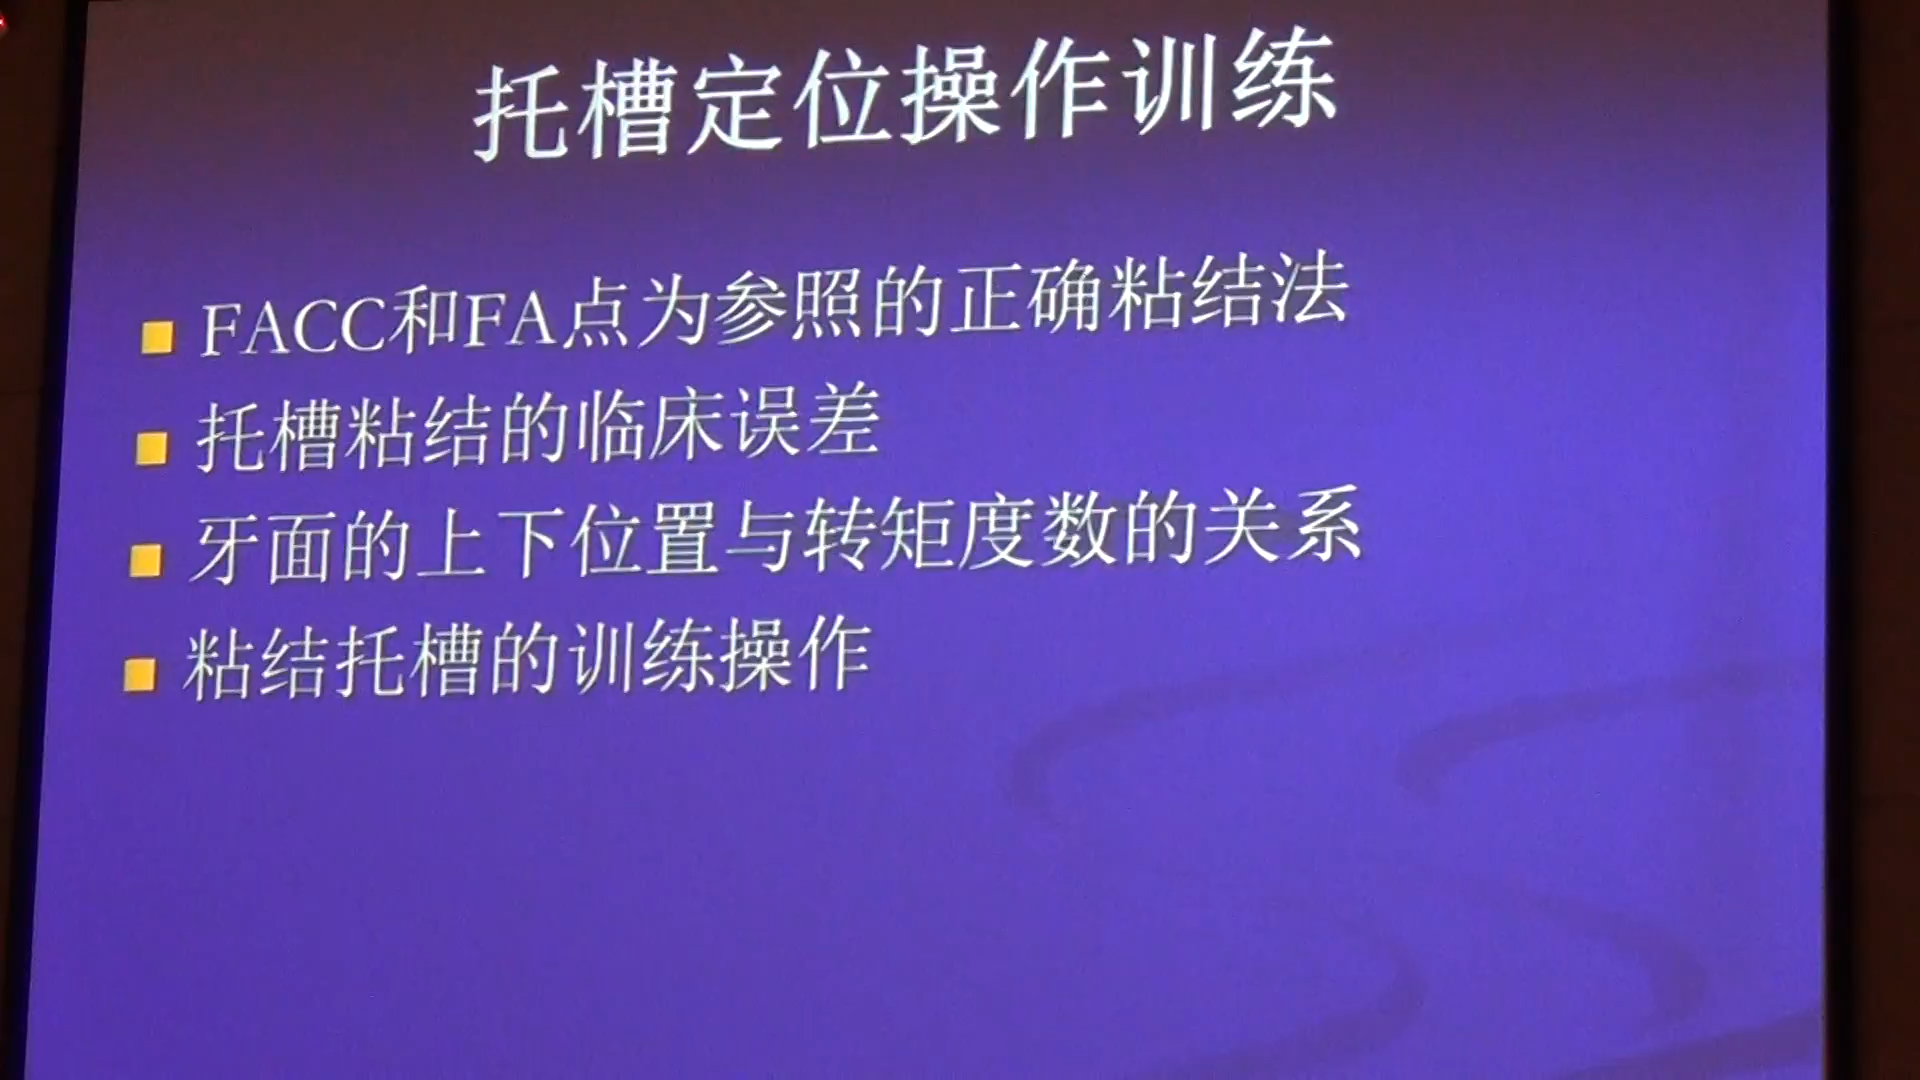 托槽定位操作训练
FACC和FA点为参照的正确粘结法
托槽粘结的临床误差
牙面的上下位置与转矩度数的关系
粘结托槽的训练操作